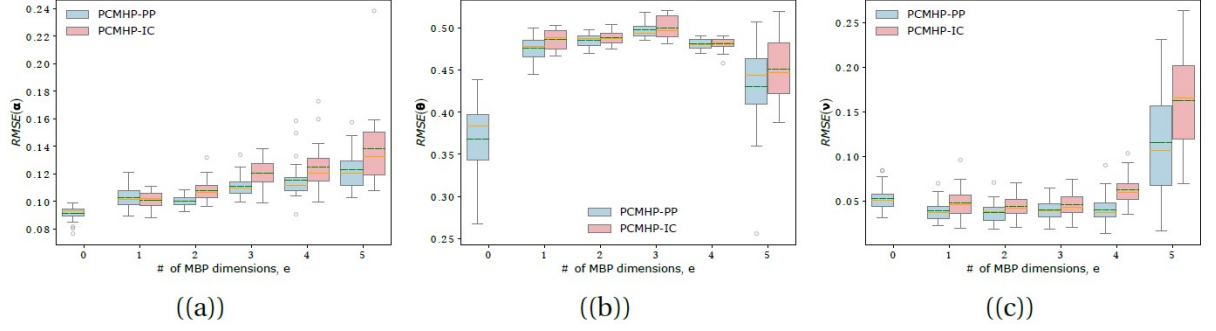 0.24
0.22
0.20
0.18
0.16
0.14
0.12
0.10
0.08
RMSE(α)
PCMHP-PP
PCMHP-IC
0 1 2 3 4 5
# of MBP dimensions, e
((a))
0.50
0.45
0.40
0.35
0.30
0.25
RMSE(θ)
PCMHP-PP
PCMHP-IC
0 1 2 3 4 5
# of MBP dimensions, e
((b))
0.25
0.20
0.15
0.10
0.05
0.00
RMSE(ν)
PCMHP-PP
PCMHP-IC
0 1 2 3 4 5
# of MBP dimensions, e
((c))